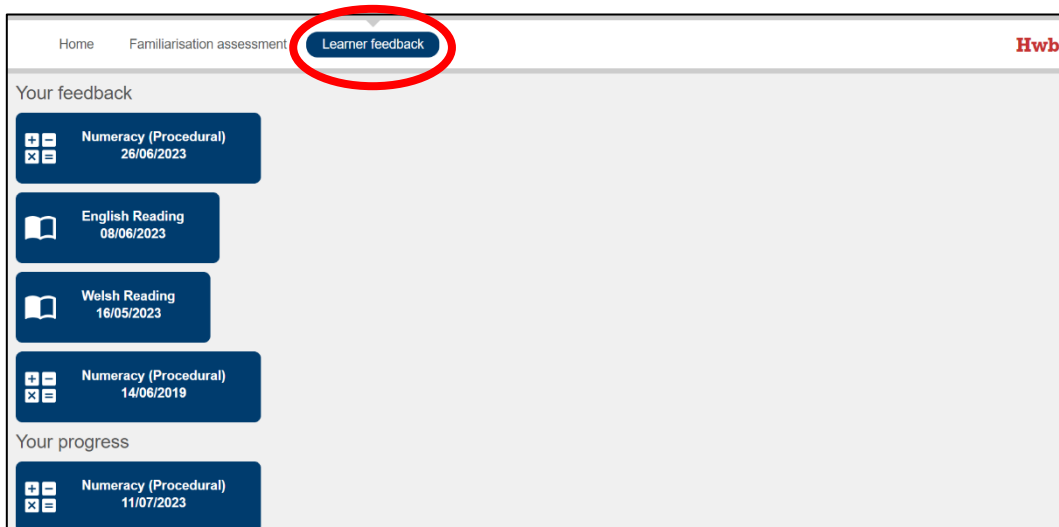 Home Familiarisation assessment Learner feedback Hwb
Your feedback
Numeracy (Procedural)
26/06/2023
English Reading
08/06/2023
Welsh Reading
16/05/2023
Numeracy (Procedural)
14/06/2019
Your progress
Numeracy (Procedural)
11/07/2023